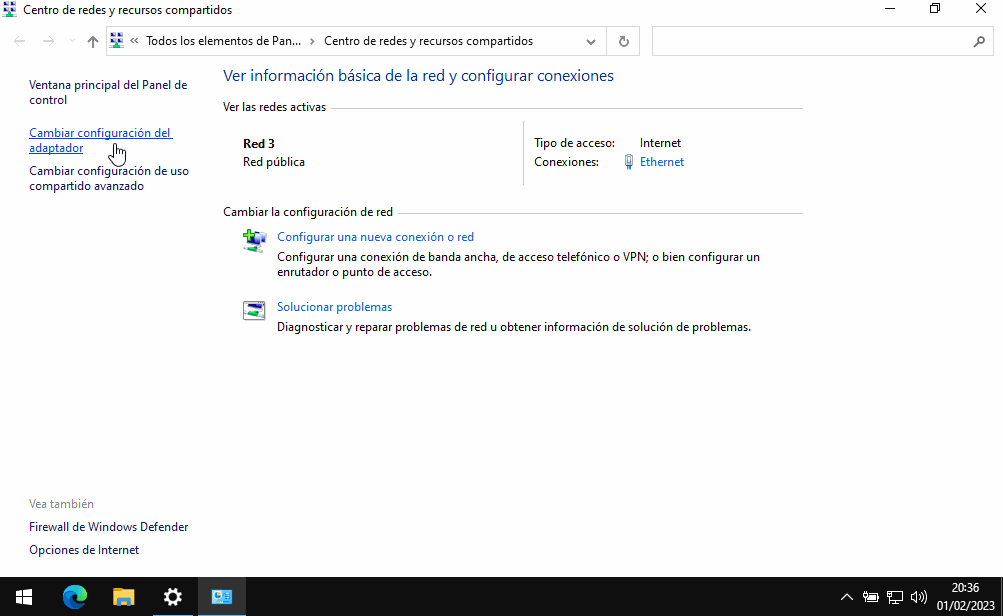 Centro de redes y recursos compartidos
« Todos los elementos de Pan... › Centro de redes y recursos compartidos
Ventana principal del Panel de
control
Cambiar configuración del
adaptador
Cambiar configuración de uso
compartido avanzado
Ver información básica de la red y configurar conexiones
Ver las redes activas
Red 3
Red pública
Tipo de acceso: Internet
Conexiones: Ethernet
Cambiar la configuración de red
Configurar una nueva conexión o red
Configurar una conexión de banda ancha, de acceso telefónico o VPN; o bien configurar un
enrutador o punto de acceso.
Solucionar problemas
Diagnosticar y reparar problemas de red u obtener información de solución de problemas.
Vea también
Firewall de Windows Defender
Opciones de Internet
20:36
01/02/2023